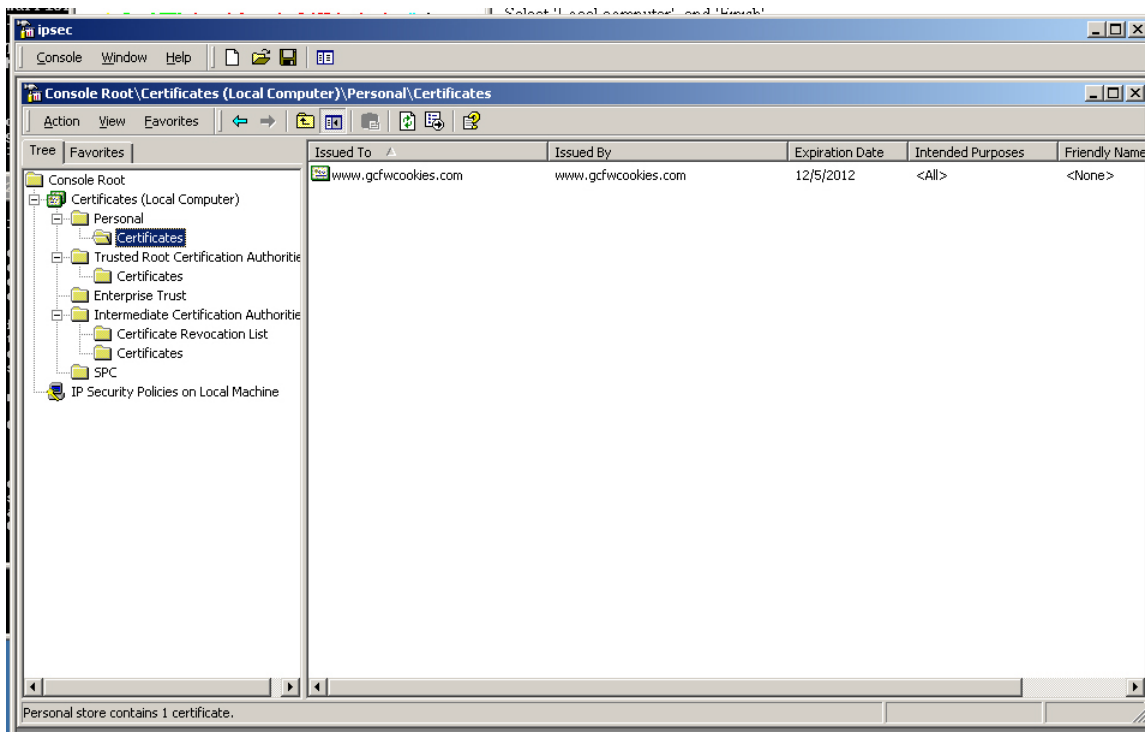 Select 'Local computer', and 'Finish'
ipsec
Console Window Help
Console Root\Certificates (Local Computer)\Personal\Certificates
Action View Favorites
Tree Favorites
Issued To Issued By Expiration Date Intended Purposes Friendly Name
www.gcfwcookies.com www.gcfwcookies.com 12/5/2012 <All> <None>
Console Root
Certificates (Local Computer)
Personal
Certificates
Trusted Root Certification Authoritie
Certificates
Enterprise Trust
Intermediate Certification Authoritie
Certificate Revocation List
Certificates
SPC
IP Security Policies on Local Machine
Personal store contains 1 certificate.